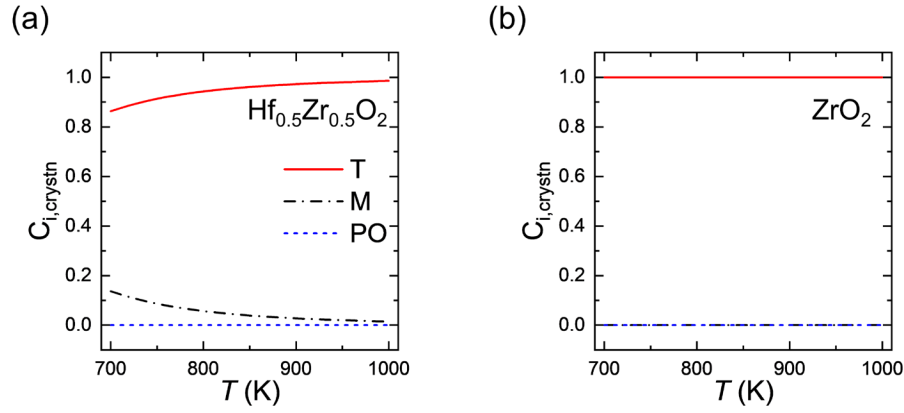 (a)
1.0
0.8
0.6
0.4
0.2
0.0
C_{i,crystn}
Hf_{0.5}Zr_{0.5}O_{2}
T
M
PO
700 800 900 1000
T (K)
(b)
1.0
0.8
0.6
0.4
0.2
0.0
C_{i,crystn}
ZrO_{2}
700 800 900 1000
T (K)